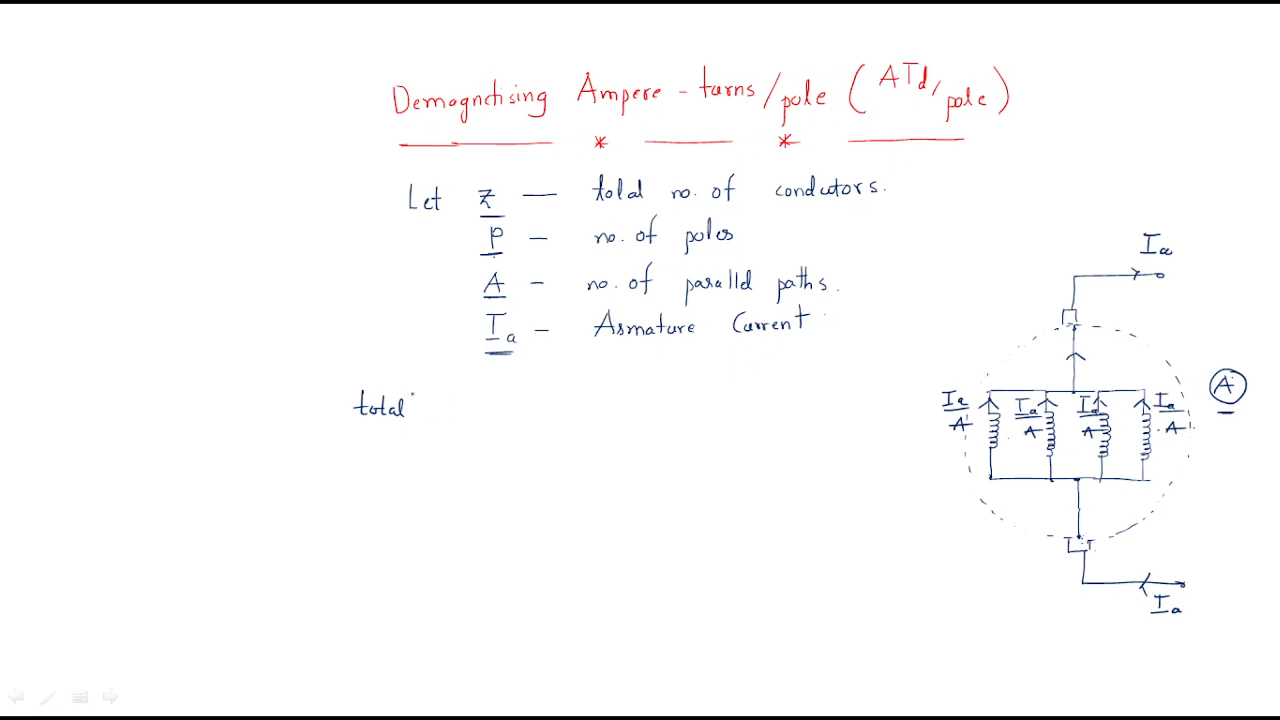 Demagnetising Ampere - turns/pole (ATd/pole)
Let Z — total no. of condutors.
P - no. of poles
A - no. of parallel paths.
Ia - Armature Current
total
Ia
A
Ia/A Ia/A Ia/A Ia/A
Ia